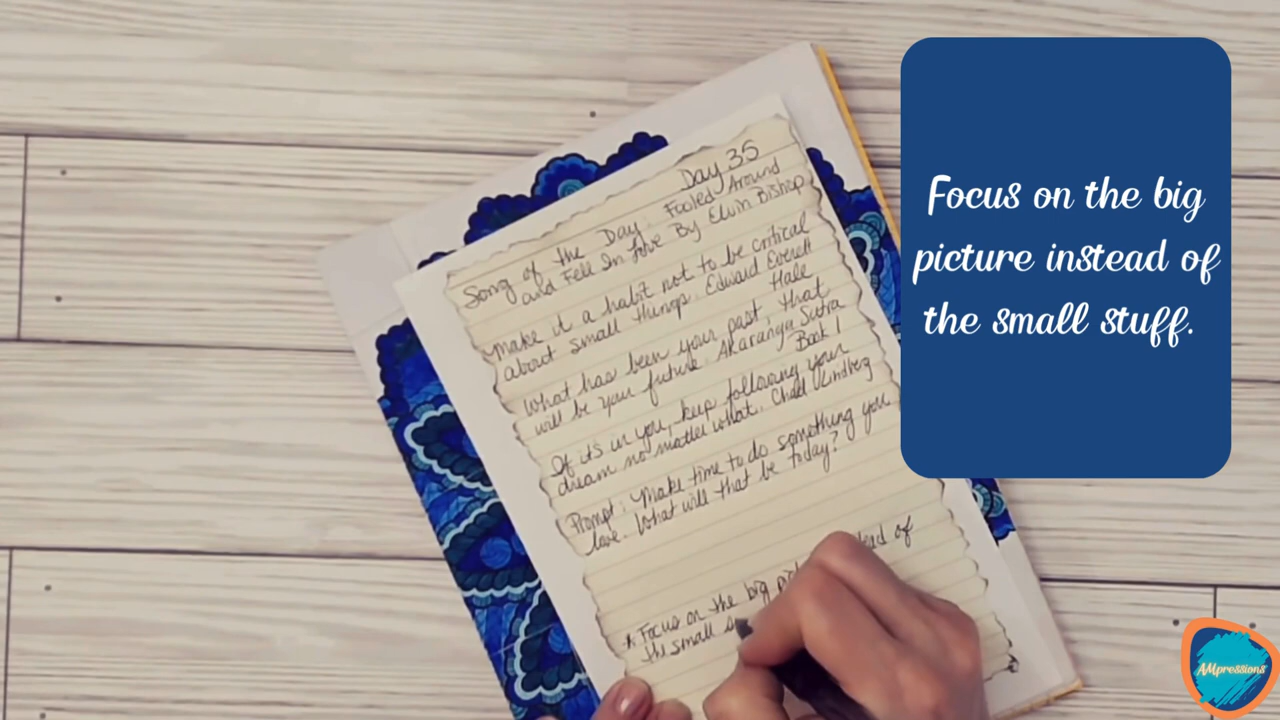 Day 35
Song of the Day: Fooled Around
and Fell In Love By Elvin Bishop
Make it a habit not to be critical
about small things. Edward Everett
Hale
What has been your past, that
will be your future. Akaranga Sutra
Book 1
If it's in you, keep following your
dream no matter what. Chad Lindberg
Prompt: Make time to do something you
love. What will that be today?
* Focus on the big of
the small
Focus on the big
picture instead of
the small stuff.
AMpressions